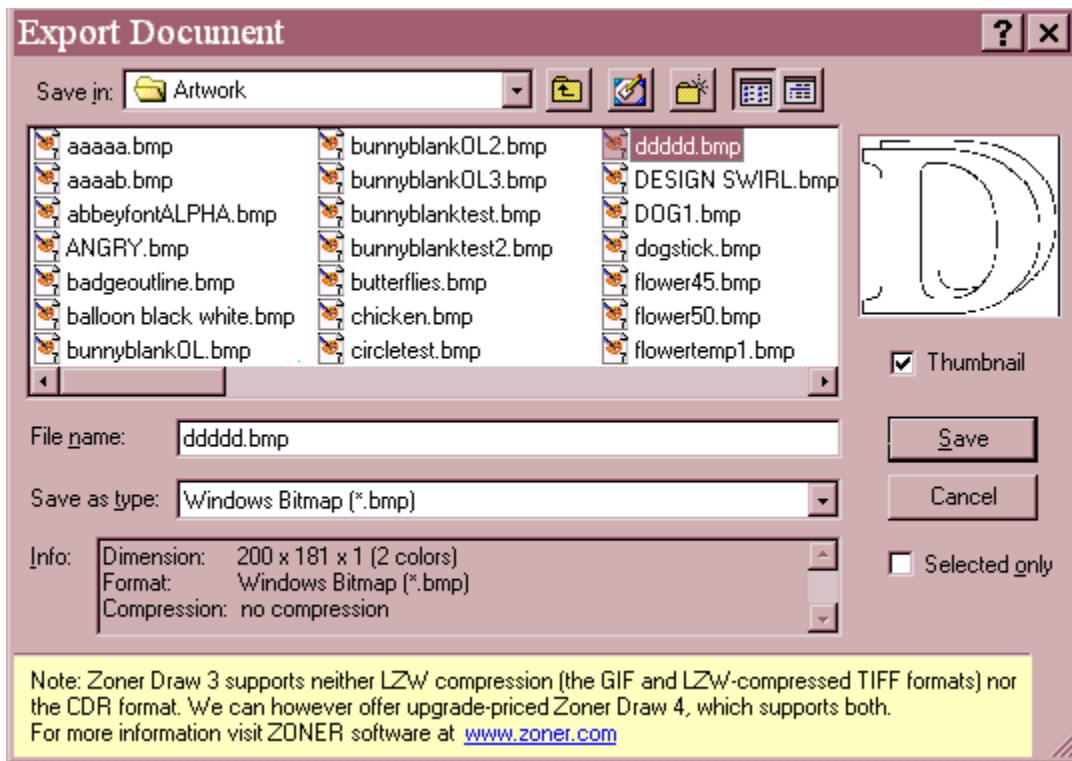 Export Document
Save in: Artwork
aaaaa.bmp
aaaab.bmp
abbeyfontALPHA.bmp
ANGRY.bmp
badgeoutline.bmp
balloon black white.bmp
bunnyblankOL.bmp
bunnyblankOL2.bmp
bunnyblankOL3.bmp
bunnyblanktest.bmp
bunnyblanktest2.bmp
butterflies.bmp
chicken.bmp
circletest.bmp
ddddd.bmp
DESIGN SWIRL.bmp
DOG1.bmp
dogstick.bmp
flower45.bmp
flower50.bmp
flowertemp1.bmp
D
Thumbnail
File name: ddddd.bmp
Save
Save as type: Windows Bitmap (*.bmp)
Cancel
Info: Dimension: 200 x 181 x 1 (2 colors)
Format: Windows Bitmap (*.bmp)
Compression: no compression
Selected only
Note: Zoner Draw 3 supports neither LZW compression (the GIF and LZW-compressed TIFF formats) nor
the CDR format. We can however offer upgrade-priced Zoner Draw 4, which supports both.
For more information visit ZONER software at www.zoner.com